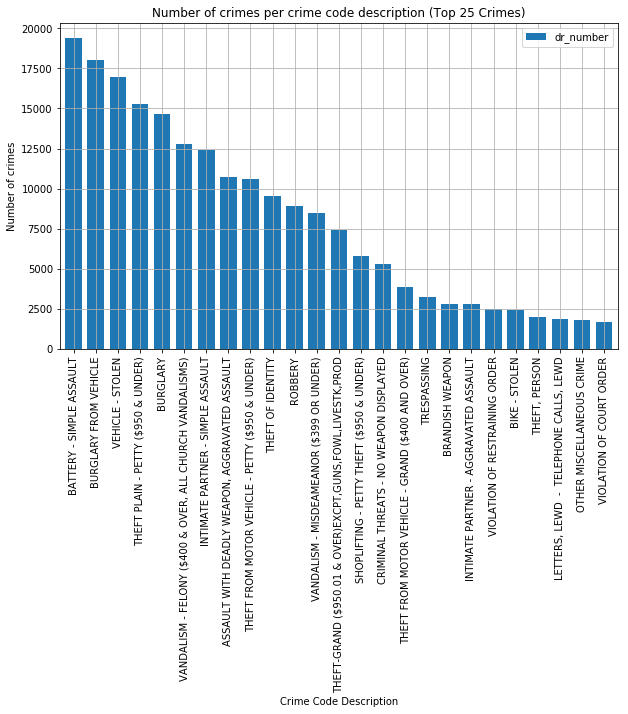 Number of crimes per crime code description (Top 25 Crimes)
dr_number
20000
17500
15000
12500
10000
7500
5000
2500
0
Number of crimes
BATTERY - SIMPLE ASSAULT
BURGLARY FROM VEHICLE
VEHICLE - STOLEN
THEFT PLAIN - PETTY ($950 & UNDER)
BURGLARY
VANDALISM - FELONY ($400 & OVER, ALL CHURCH VANDALISMS)
INTIMATE PARTNER - SIMPLE ASSAULT
ASSAULT WITH DEADLY WEAPON, AGGRAVATED ASSAULT
THEFT FROM MOTOR VEHICLE - PETTY ($950 & UNDER)
THEFT OF IDENTITY
ROBBERY
VANDALISM - MISDEAMEANOR ($399 OR UNDER)
THEFT-GRAND ($950.01 & OVER)EXCPT,GUNS,FOWL,LIVESTK,PROD
SHOPLIFTING - PETTY THEFT ($950 & UNDER)
CRIMINAL THREATS - NO WEAPON DISPLAYED
THEFT FROM MOTOR VEHICLE - GRAND ($400 AND OVER)
TRESPASSING
BRANDISH WEAPON
INTIMATE PARTNER - AGGRAVATED ASSAULT
VIOLATION OF RESTRAINING ORDER
BIKE - STOLEN
THEFT, PERSON
LETTERS, LEWD  -  TELEPHONE CALLS, LEWD
OTHER MISCELLANEOUS CRIME
VIOLATION OF COURT ORDER
Crime Code Description